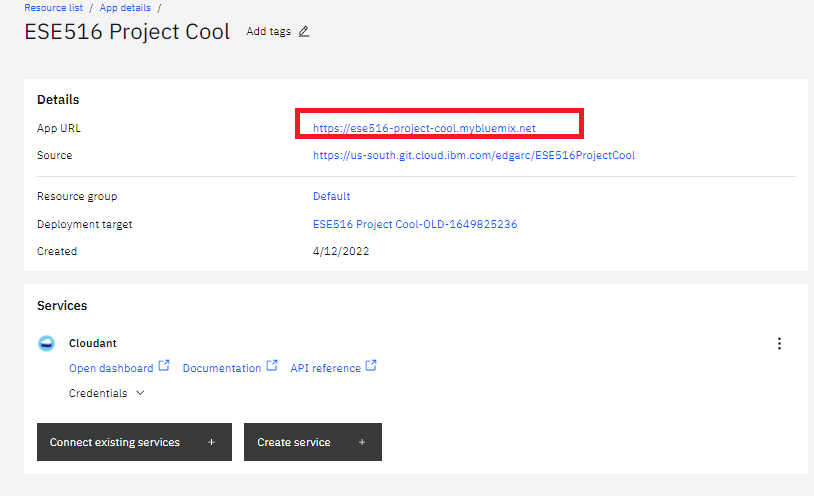 Resource list / App details /
ESE516 Project Cool Add tags
Details
App URL https://ese516-project-cool.mybluemix.net
Source https://us-south.git.cloud.ibm.com/edgarc/ESE516ProjectCool
Resource group Default
Deployment target ESE516 Project Cool-OLD-1649825236
Created 4/12/2022
Services
Cloudant
Open dashboard Documentation API reference
Credentials
Connect existing services + Create service +